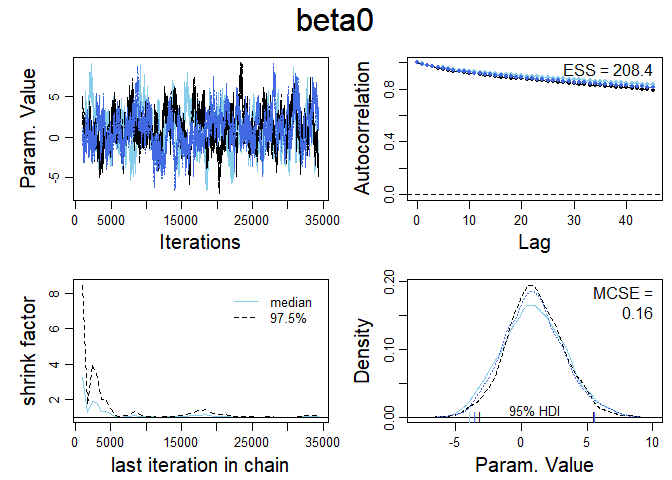 beta0
Param. Value
-5 0 5
0 5000 15000 25000 35000
Iterations
Autocorrelation
0.0 0.4 0.8
ESS = 208.4
0 10 20 30 40
Lag
shrink factor
2 4 6 8
median
97.5%
0 5000 15000 25000 35000
last iteration in chain
Density
0.00 0.10 0.20
MCSE =
0.16
95% HDI
-5 0 5 10
Param. Value